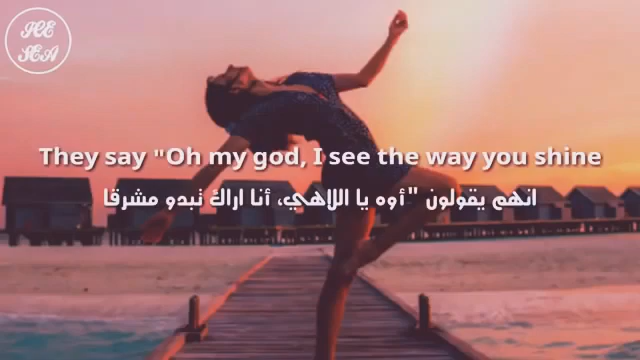 ICE
SEA
They say "Oh my god, I see the way you shine
انهم يقولون "أوه يا اللاهي، أنا اراك تبدو مشرقا